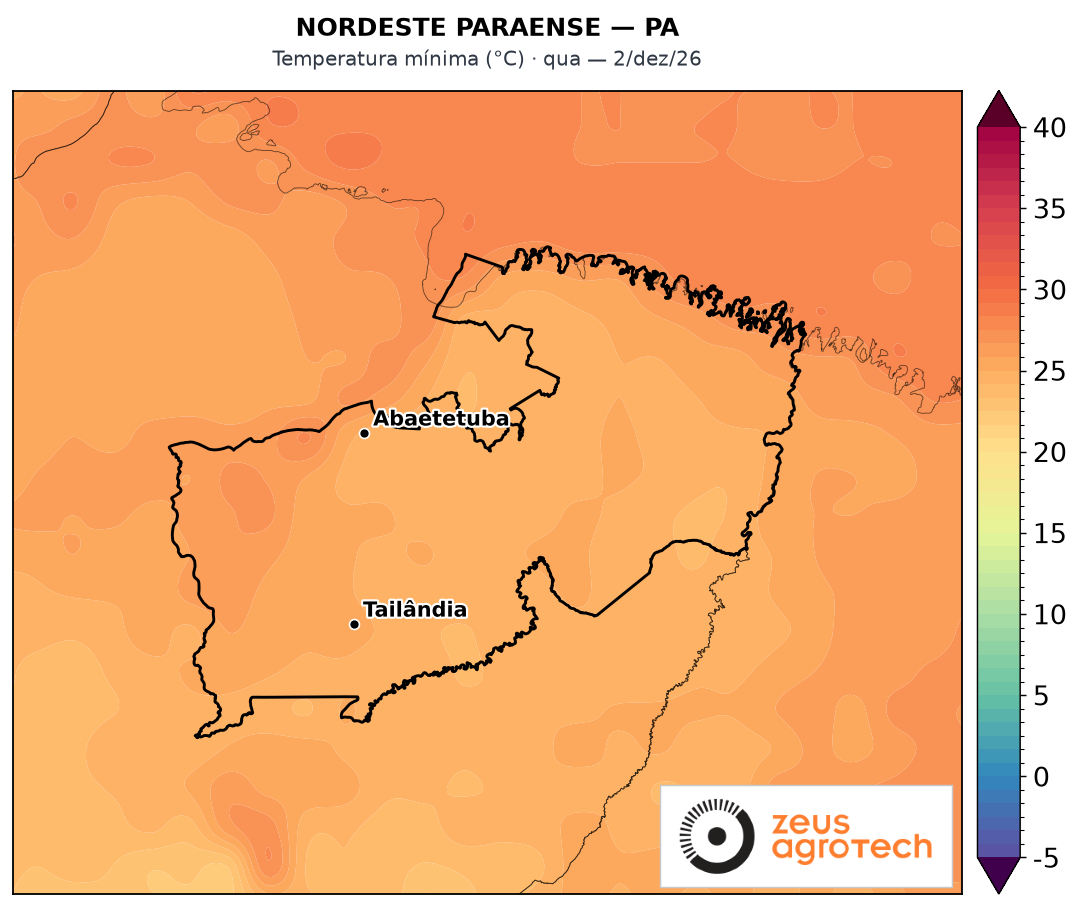 NORDESTE PARAENSE — PA
Temperatura mínima (°C) · qua — 2/dez/26
Abaetetuba
Tailândia
40
35
30
25
20
15
10
5
0
-5
zeus
agrotech